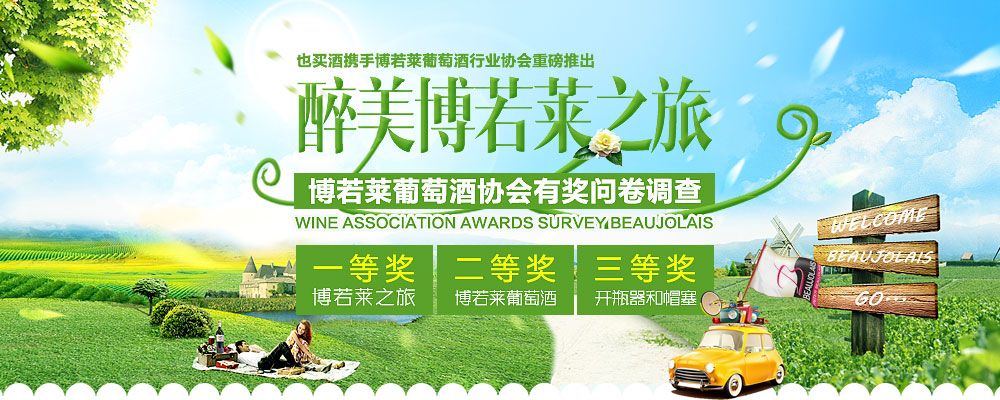 也买酒携手博若莱葡萄酒行业协会重磅推出
醉美博若莱之旅
博若莱葡萄酒协会有奖问卷调查
WINE ASSOCIATION AWARDS SURVEY BEAUJOLAIS
一等奖
博若莱之旅
二等奖
博若莱葡萄酒
三等奖
开瓶器和帽塞
WELCOME
BEAUJOLAIS
GO...
BEAUJOLAIS